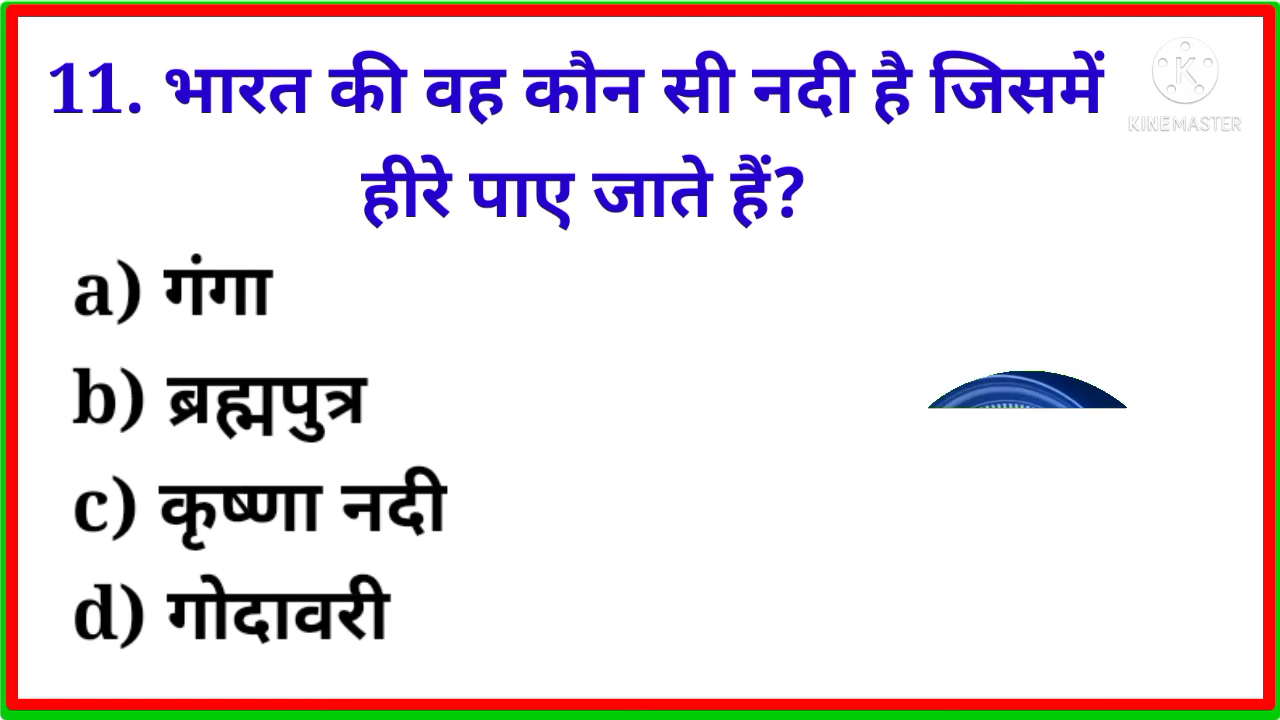 11. भारत की वह कौन सी नदी है जिसमें
हीरे पाए जाते हैं?
KINEMASTER
a) गंगा
b) ब्रह्मपुत्र
c) कृष्णा नदी
d) गोदावरी